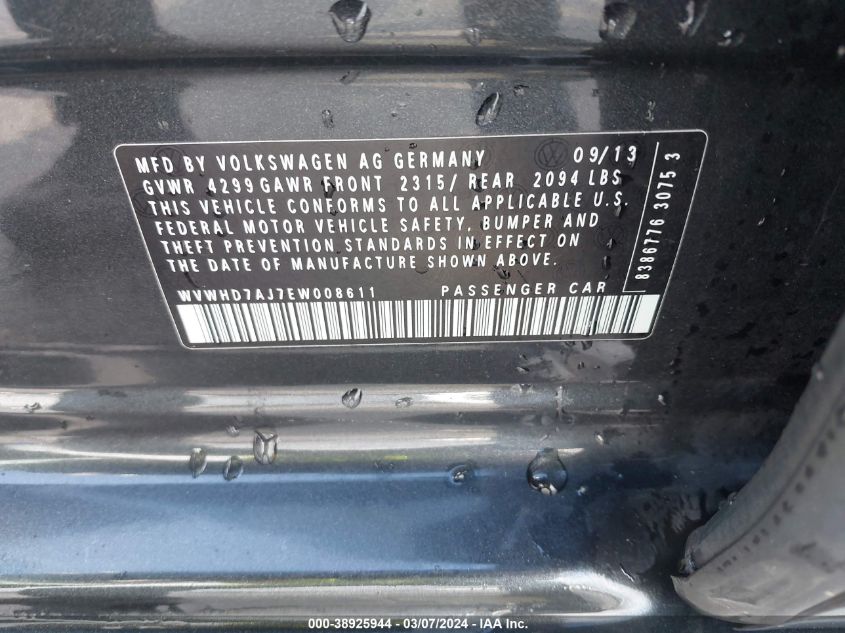 MFD BY VOLKSWAGEN AG GERMANY 09/13
GVWR 4299 GAWR FRONT 2315/ REAR 2094 LBS
THIS VEHICLE CONFORMS TO ALL APPLICABLE U.S.
FEDERAL MOTOR VEHICLE SAFETY, BUMPER AND
THEFT PREVENTION STANDARDS IN EFFECT ON
THE DATE OF MANUFACTURE SHOWN ABOVE.
WVWHD7AJ7EW008611 PASSENGER CAR
8386776 3075 3
000-38925944 | 03/07/2024 - IAA Inc.